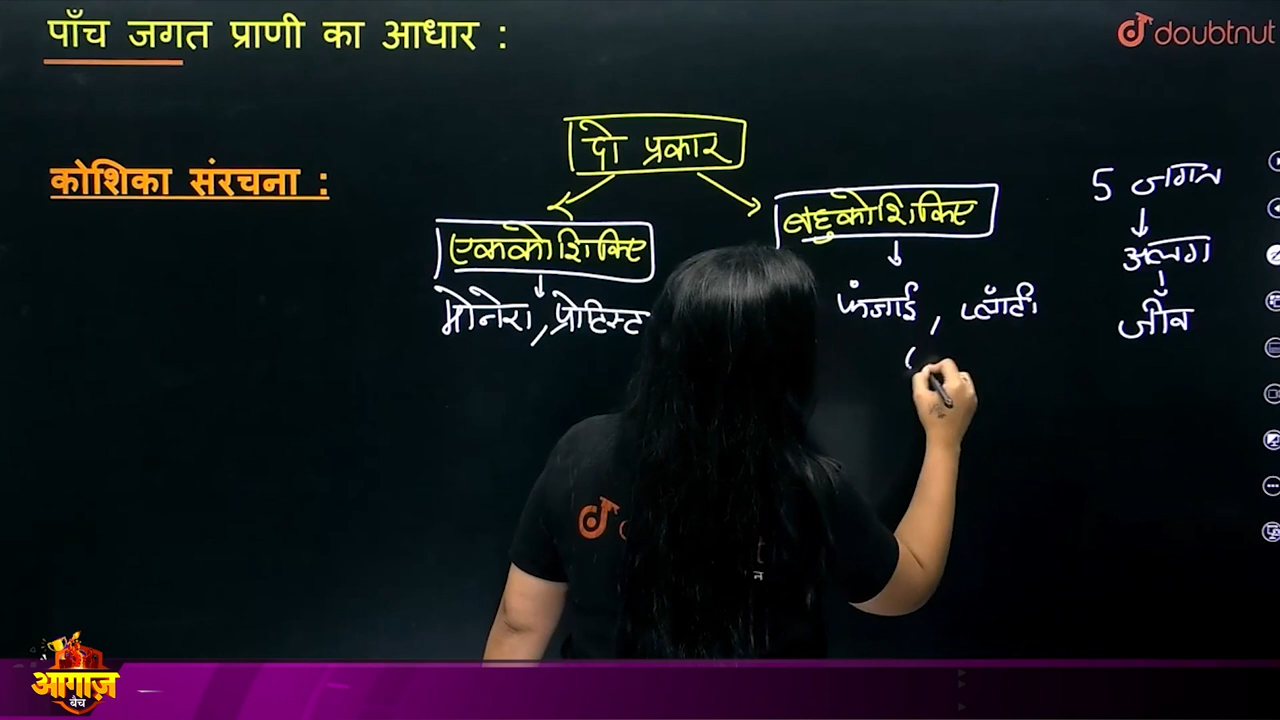 पाँच जगत प्राणी का आधार :
doubtnut
दो प्रकार
कोशिका संरचना :
5 जगत
बहुकोशिकिए
एककोशिकिए
अलग
फंजाई , प्लाँटी
मोनेरा, प्रोटिस्ट
जीव
आगाज़
बैच